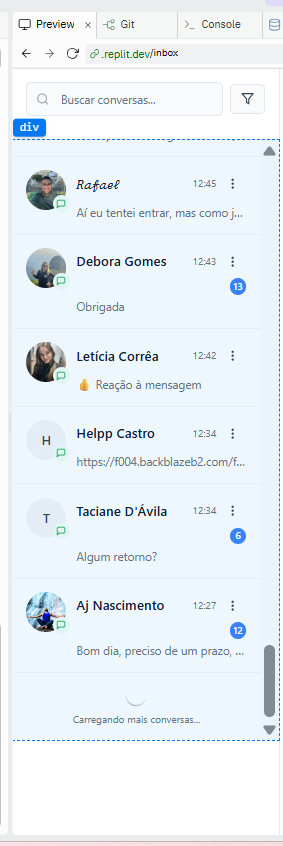 Preview
Git
Console
.replit.dev/inbox
Buscar conversas...
div
Rafael 12:45
Aí eu tentei entrar, mas como j...
Debora Gomes 12:43
13
Obrigada
Letícia Corrêa 12:42
👍 Reação à mensagem
H Helpp Castro 12:34
https://f004.backblazeb2.com/f...
T Taciane D'Ávila 12:34
6
Algum retorno?
Aj Nascimento 12:27
12
Bom dia, preciso de um prazo, ...
Carregando mais conversas...